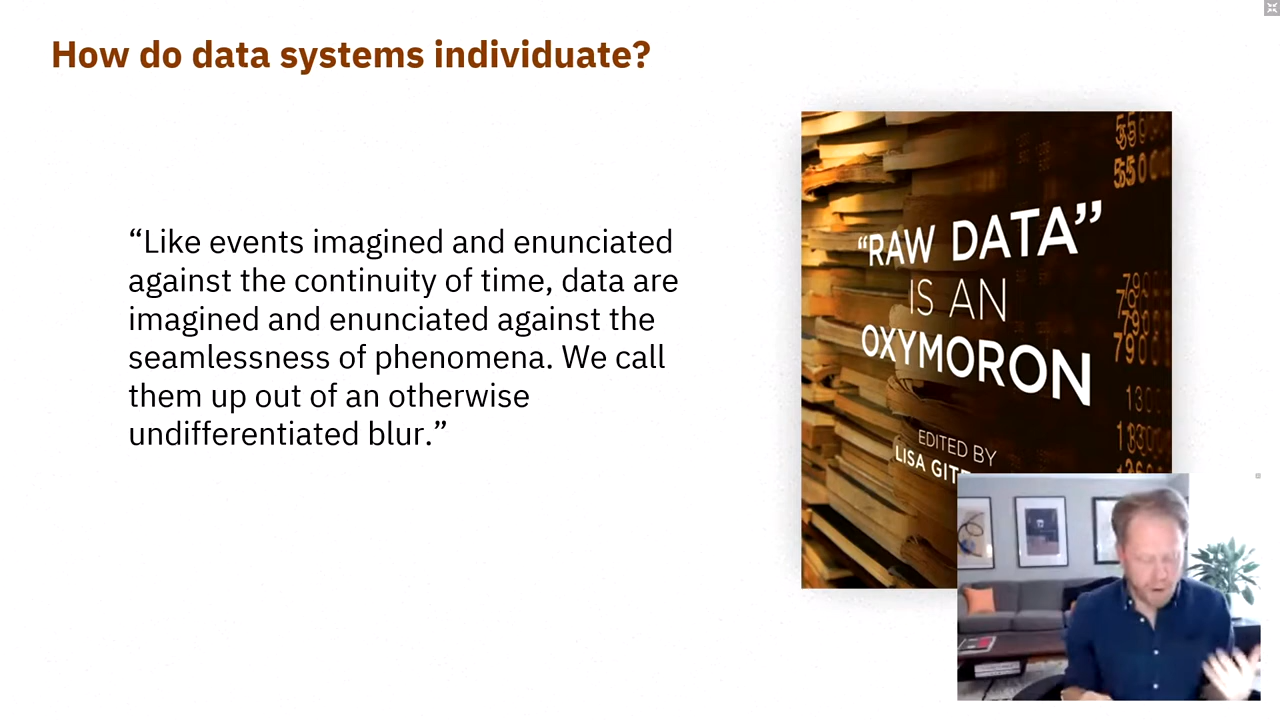 How do data systems individuate?
“Like events imagined and enunciated
against the continuity of time, data are
imagined and enunciated against the
seamlessness of phenomena. We call
them up out of an otherwise
undifferentiated blur.”
“RAW DATA”
IS AN
OXYMORON
EDITED BY
LISA